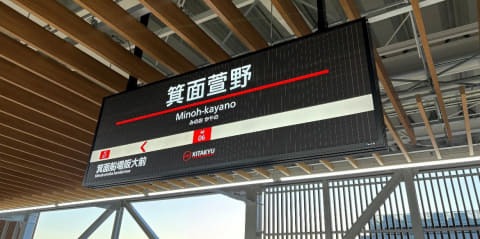 箕面萱野
Minoh-kayano
みのお かやの
M
06
箕面船場阪大前
KITAKYU